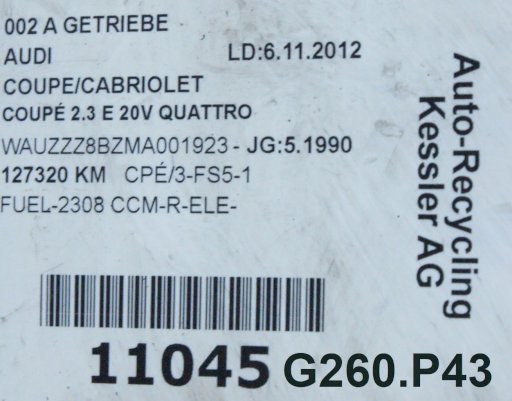 002 A GETRIEBE
AUDI LD:6.11.2012
COUPE/CABRIOLET
COUPÉ 2.3 E 20V QUATTRO
WAUZZZ8BZMA001923 - JG:5.1990
127320 KM CPÉ/3-FS5-1
FUEL-2308 CCM-R-ELE-
11045 G260.P43
Auto-Recycling
Kessler AG